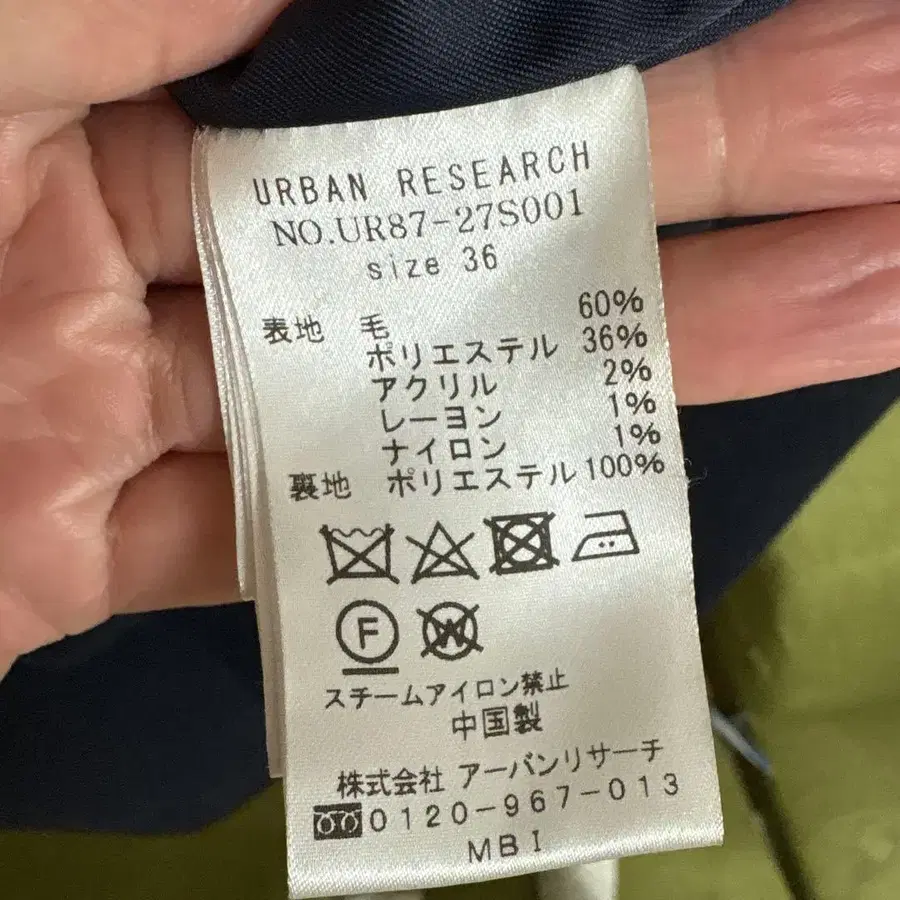 URBAN RESEARCH
NO.UR87-27S001
size 36
表地 毛 60%
ポリエステル 36%
アクリル 2%
レーヨン 1%
ナイロン 1%
裏地 ポリエステル 100%
F W
スチームアイロン禁止
中国製
株式会社 アーバンリサーチ
0120-967-013
MBI